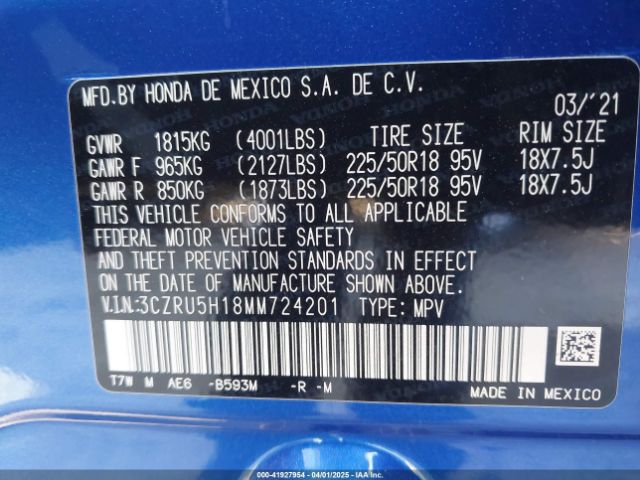 MFD.BY HONDA DE MEXICO S.A. DE C.V.
03/'21
GVWR 1815KG (4001LBS) TIRE SIZE RIM SIZE
GAWR F 965KG (2127LBS) 225/50R18 95V 18X7.5J
GAWR R 850KG (1873LBS) 225/50R18 95V 18X7.5J
THIS VEHICLE CONFORMS TO ALL APPLICABLE
FEDERAL MOTOR VEHICLE SAFETY
AND THEFT PREVENTION STANDARDS IN EFFECT
ON THE DATE OF MANUFACTURE SHOWN ABOVE.
V.I.N.:3CZRU5H18MM724201 TYPE: MPV
T7W M AE6 -B593M -R -M
MADE IN MEXICO
000-41927954 | 04/01/2025 - IAAI.COM